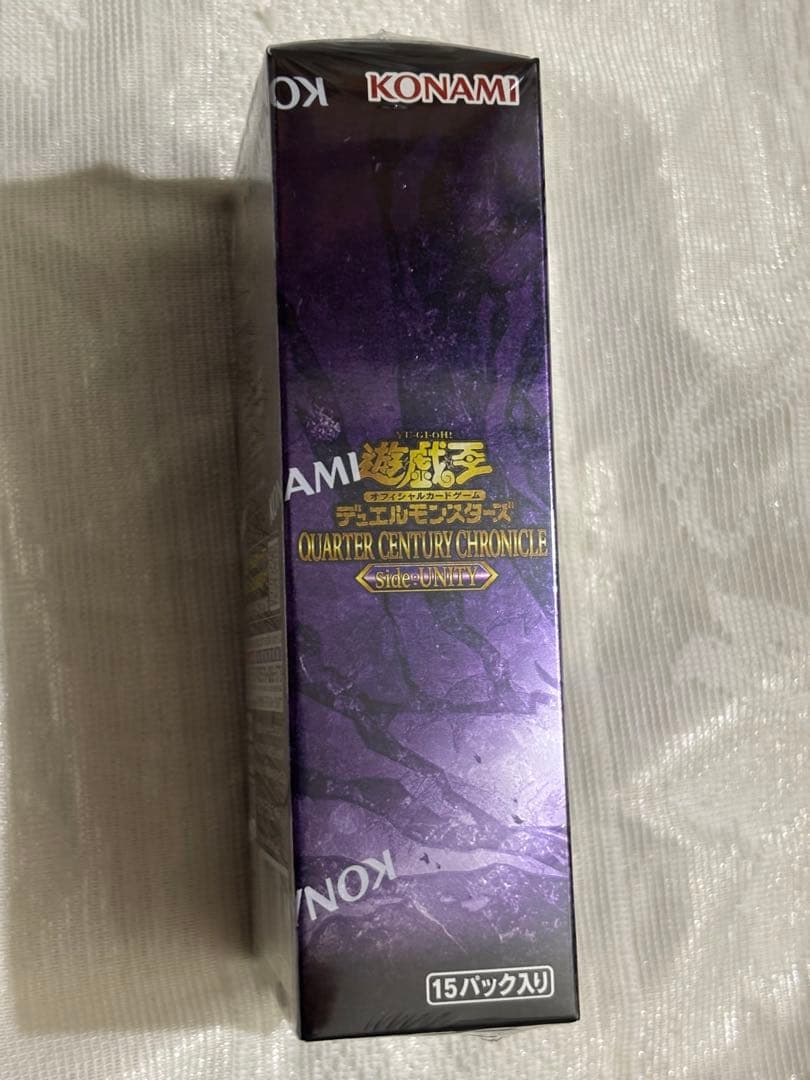 KONAMI
KO
YU-GI-OH!
遊戯王
AMI
オフィシャルカードゲーム
デュエルモンスターズ
QUARTER CENTURY CHRONICLE
side:UNITY
KONA
15パック入り